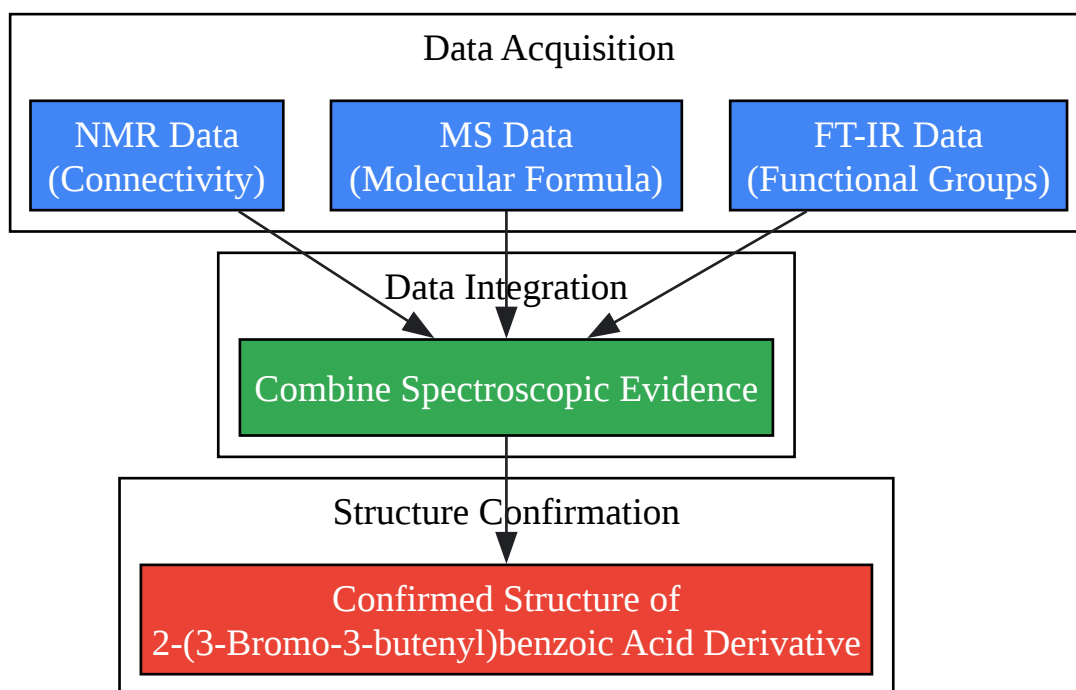 Data Acquisition
NMR Data
(Connectivity)
MS Data
(Molecular Formula)
FT-IR Data
(Functional Groups)
Data Integration
Combine Spectroscopic Evidence
Structure Confirmation
Confirmed Structure of
2-(3-Bromo-3-butenyl)benzoic Acid Derivative